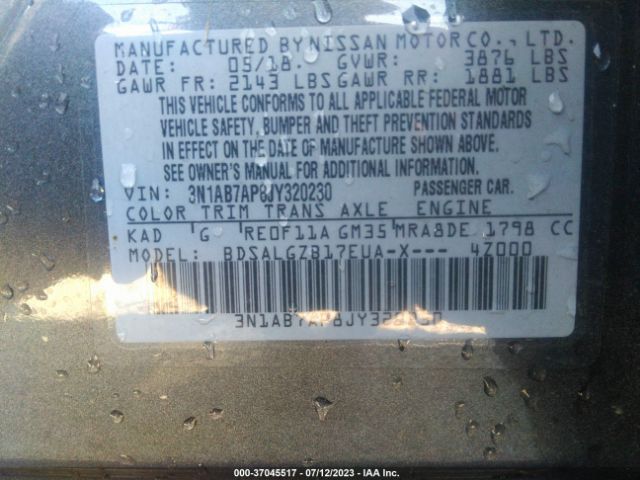 MANUFACTURED BY NISSAN MOTOR CO., LTD.
DATE: 05/18. GVWR: 3876 LBS
GAWR FR: 2143 LBS GAWR RR: 1881 LBS
THIS VEHICLE CONFORMS TO ALL APPLICABLE FEDERAL MOTOR
VEHICLE SAFETY, BUMPER AND THEFT PREVENTION STANDARDS
IN EFFECT ON THE DATE OF MANUFACTURE SHOWN ABOVE.
SEE OWNER'S MANUAL FOR ADDITIONAL INFORMATION.
VIN: 3N1AB7AP8JY320230 PASSENGER CAR.
COLOR TRIM TRANS AXLE ENGINE
KAD G RE0F11A GM35 MRA8DE 1798 CC
MODEL: BDSALGZB17EUA-X--- 4Z000
3N1AB7AP8JY320230
000-37045517 - 07/12/2023 - IAA Inc.